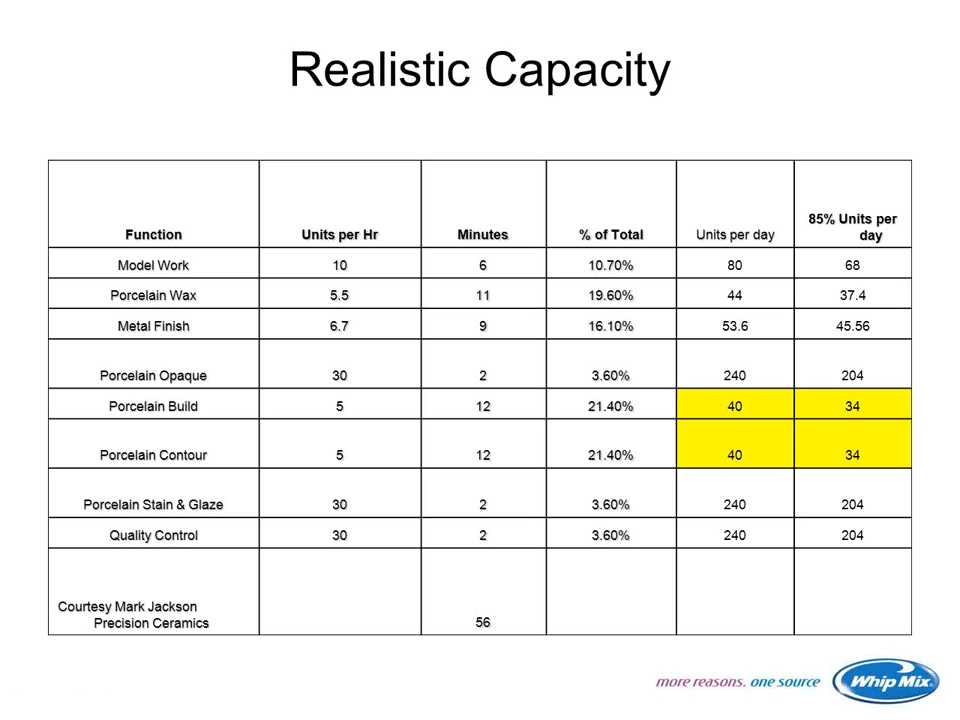 Realistic Capacity
Function Units per Hr Minutes % of Total Units per day 85% Units per
day
Model Work 10 6 10.70% 80 68
Porcelain Wax 5.5 11 19.60% 44 37.4
Metal Finish 6.7 9 16.10% 53.6 45.56
Porcelain Opaque 30 2 3.60% 240 204
Porcelain Build 5 12 21.40% 40 34
Porcelain Contour 5 12 21.40% 40 34
Porcelain Stain & Glaze 30 2 3.60% 240 204
Quality Control 30 2 3.60% 240 204
Courtesy Mark Jackson
Precision Ceramics 56
more reasons. one source Whip Mix